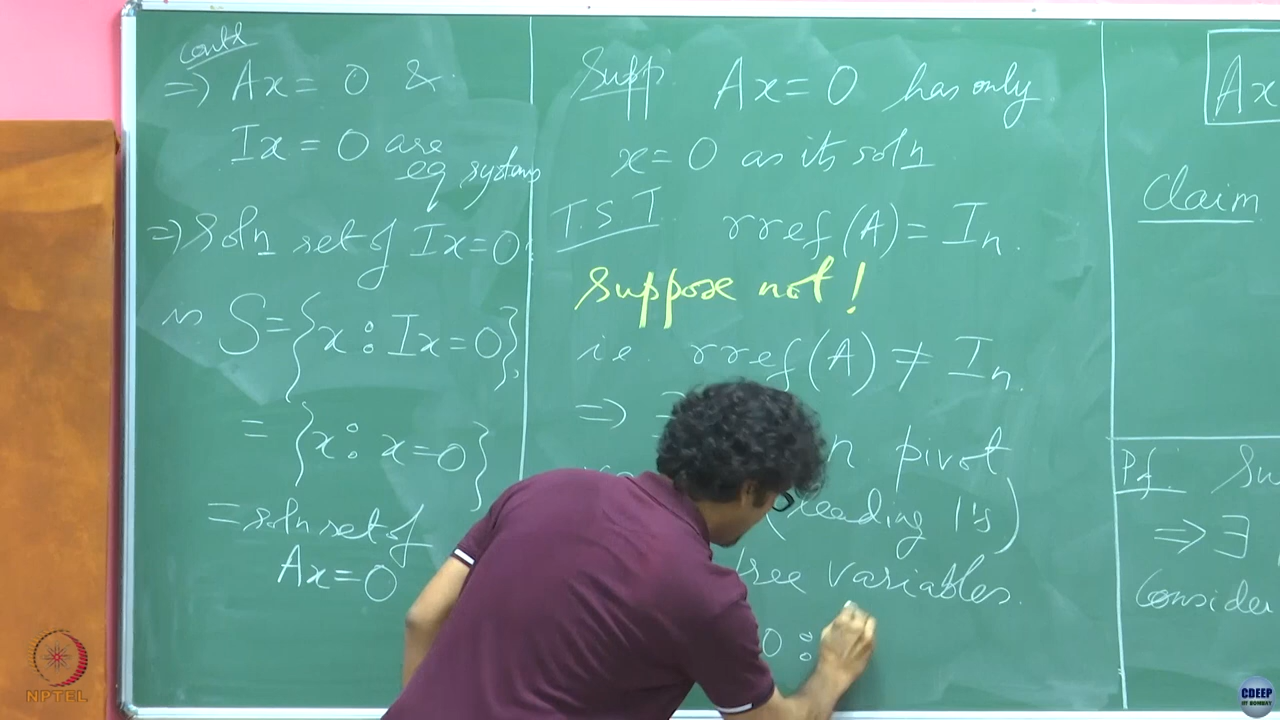 contd
=> Ax = 0 &
Ix = 0 are
eq systems
=> Soln set of Ix=0
is S = {x : Ix=0},
= {x : x=0}
= soln set of
Ax=0
Supp. Ax = 0 has only
x = 0 as its soln
T.S.T. rref(A) = In.
Suppose not!
i.e. rref(A) ≠ In.
=> n pivot
(leading 1's)
free variables.
0 :
Ax
Claim
Pf. Su
=> ∃
Consider
NPTEL
CDEEP
IIT BOMBAY